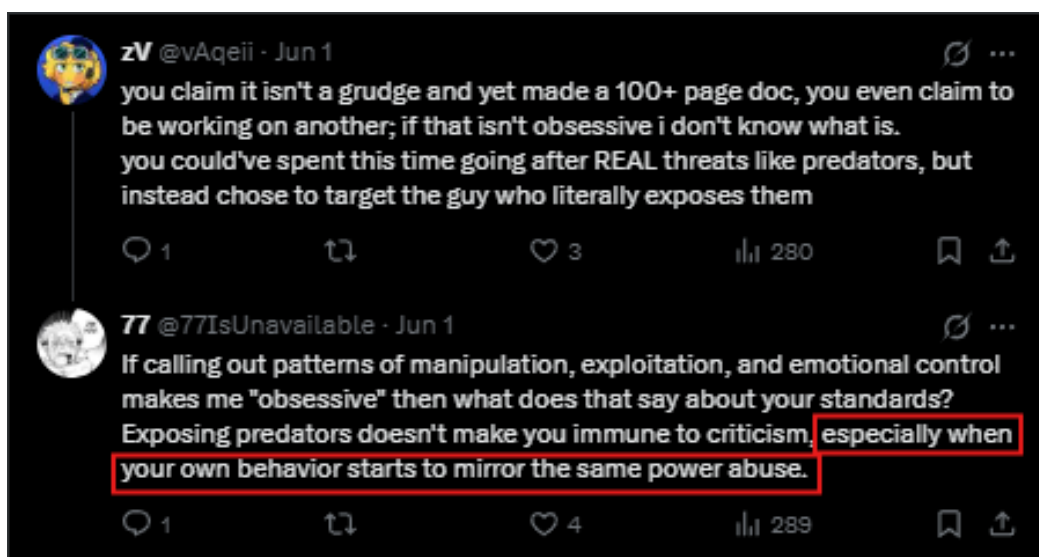 zV @vAqeii · Jun 1
you claim it isn't a grudge and yet made a 100+ page doc, you even claim to
be working on another; if that isn't obsessive i don't know what is.
you could've spent this time going after REAL threats like predators, but
instead chose to target the guy who literally exposes them
1 3 280
77 @77IsUnavailable · Jun 1
If calling out patterns of manipulation, exploitation, and emotional control
makes me "obsessive" then what does that say about your standards?
Exposing predators doesn't make you immune to criticism, especially when
your own behavior starts to mirror the same power abuse.
1 4 289